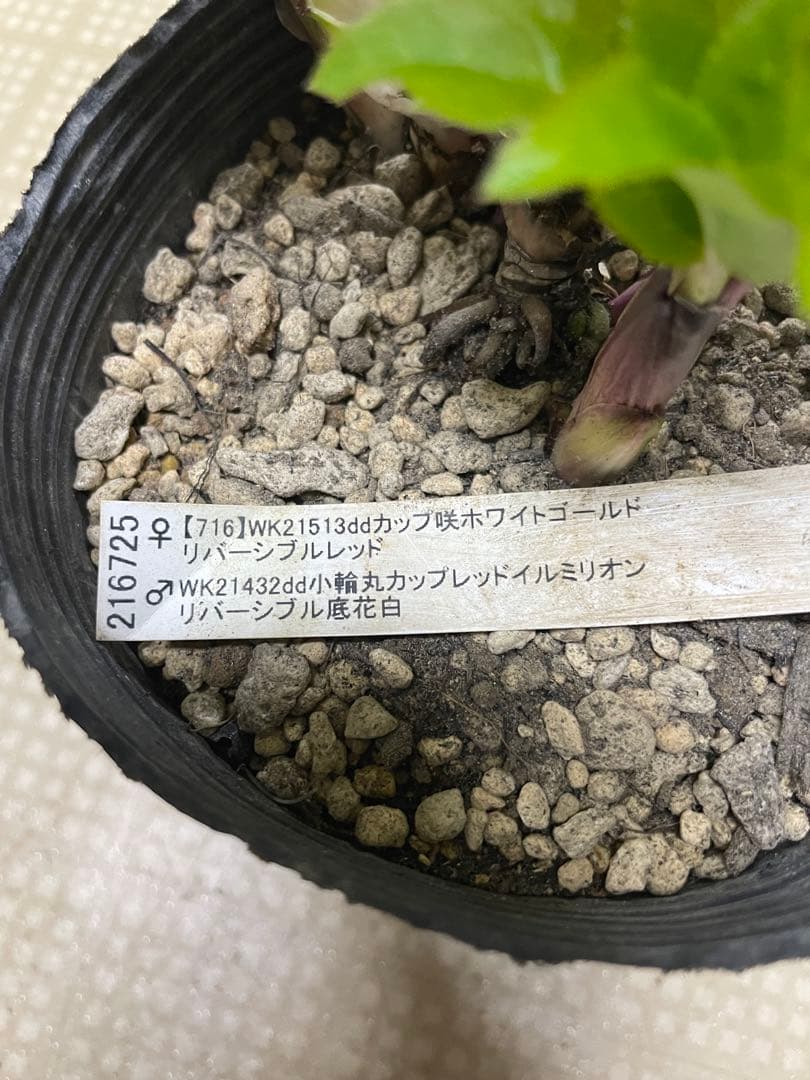 216725
♀【716】WK21513ddカップ咲ホワイトゴールド
リバーシブルレッド
♂WK21432dd小輪丸カップレッドイルミリオン
リバーシブル底花白